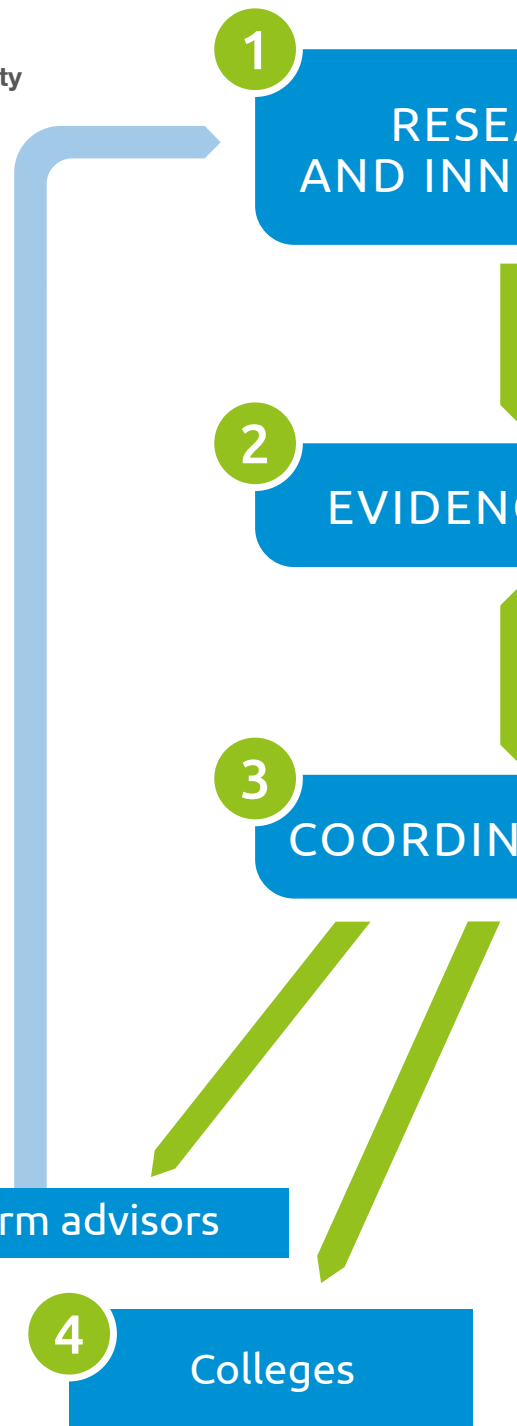 ty
1
RESEA
AND INN
2
EVIDENC
3
COORDIN
rm advisors
4
Colleges